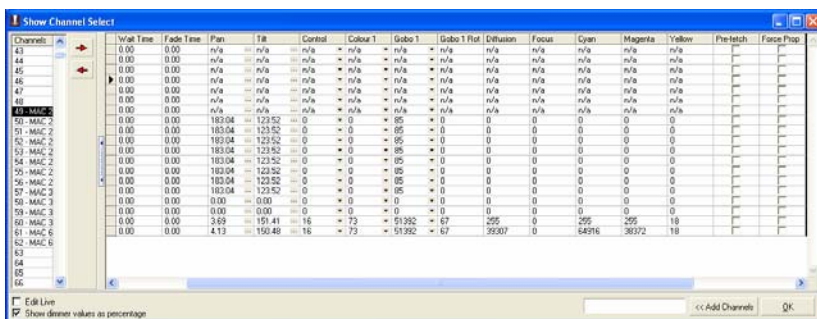 Show Channel Select
Channels Wait Time Fade Time Pan Tilt Control Colour 1 Gobo 1 Gobo 1 Rot Diffusion Focus Cyan Magenta Yellow Pre-fetch Force Prop
43 0.00 0.00 n/a n/a n/a n/a n/a n/a n/a n/a n/a n/a n/a
44 0.00 0.00 n/a n/a n/a n/a n/a n/a n/a n/a n/a n/a n/a
45 0.00 0.00 n/a n/a n/a n/a n/a n/a n/a n/a n/a n/a n/a
46 0.00 0.00 n/a n/a n/a n/a n/a n/a n/a n/a n/a n/a n/a
47 0.00 0.00 n/a n/a n/a n/a n/a n/a n/a n/a n/a n/a n/a
48 0.00 0.00 n/a n/a n/a n/a n/a n/a n/a n/a n/a n/a n/a
49 - MAC 2 0.00 0.00 n/a n/a n/a n/a n/a n/a n/a n/a n/a n/a n/a
50 - MAC 2 0.00 0.00 183.04 123.52 0 0 85 0 0 0 0 0 0
51 - MAC 2 0.00 0.00 183.04 123.52 0 0 85 0 0 0 0 0 0
52 - MAC 2 0.00 0.00 183.04 123.52 0 0 85 0 0 0 0 0 0
53 - MAC 2 0.00 0.00 183.04 123.52 0 0 85 0 0 0 0 0 0
54 - MAC 2 0.00 0.00 183.04 123.52 0 0 85 0 0 0 0 0 0
55 - MAC 2 0.00 0.00 183.04 123.52 0 0 85 0 0 0 0 0 0
56 - MAC 2 0.00 0.00 183.04 123.52 0 0 85 0 0 0 0 0 0
57 - MAC 3 0.00 0.00 183.04 123.52 0 0 85 0 0 0 0 0 0
58 - MAC 3 0.00 0.00 0.00 0.00 0 0 0 0 0 0 0 0 0
59 - MAC 3 0.00 0.00 0.00 0.00 0 0 0 0 0 0 0 0 0
60 - MAC 3 0.00 0.00 3.69 151.41 16 73 51392 67 255 0 255 255 18
61 - MAC 6 0.00 0.00 4.13 150.48 16 73 51392 67 39307 0 64916 38372 18
62 - MAC 6
63
64
65
66
Edit Live
Show dimmer values as percentage
<< Add Channels
OK